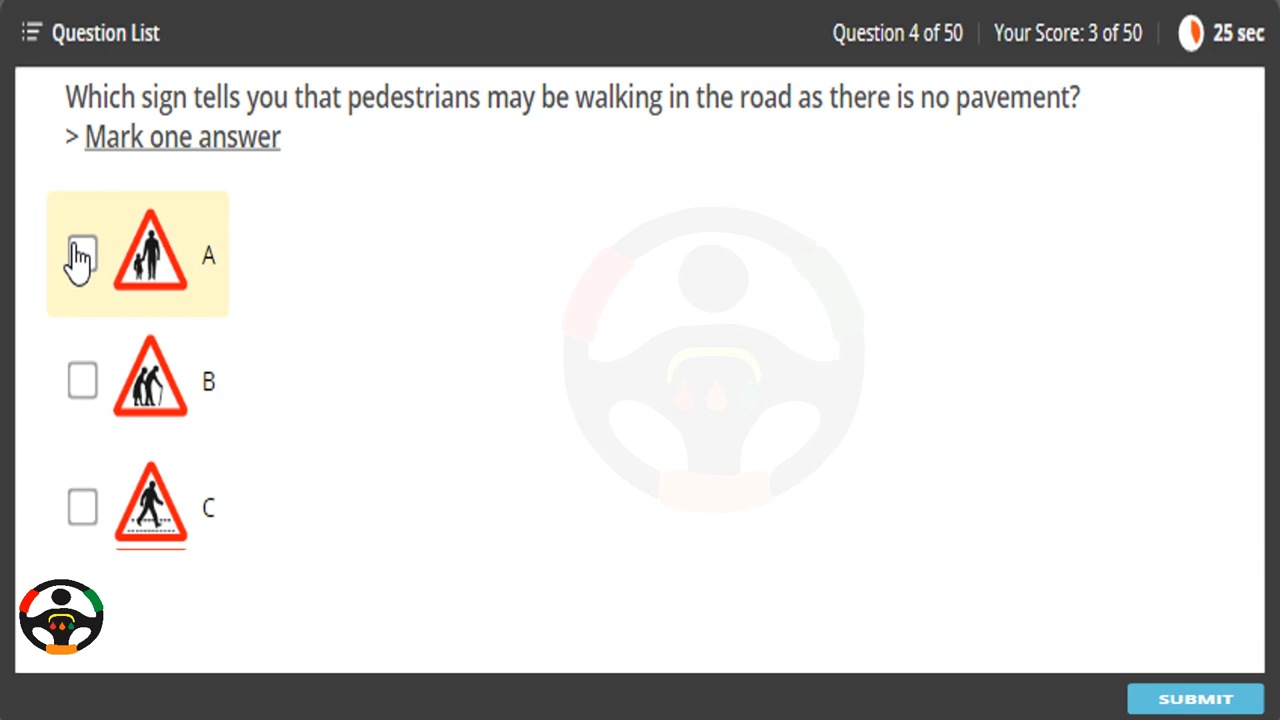 Question List
Question 4 of 50
Your Score: 3 of 50
25 sec
Which sign tells you that pedestrians may be walking in the road as there is no pavement?
> Mark one answer
A
B
C
SUBMIT